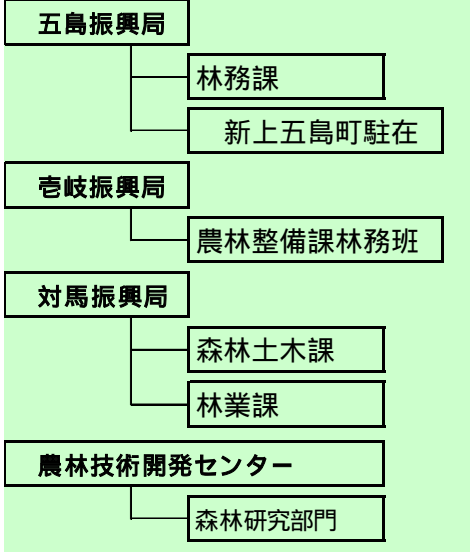 五島振興局
林務課
新上五島町駐在
壱岐振興局
農林整備課林務班
対馬振興局
森林土木課
林業課
農林技術開発センター
森林研究部門